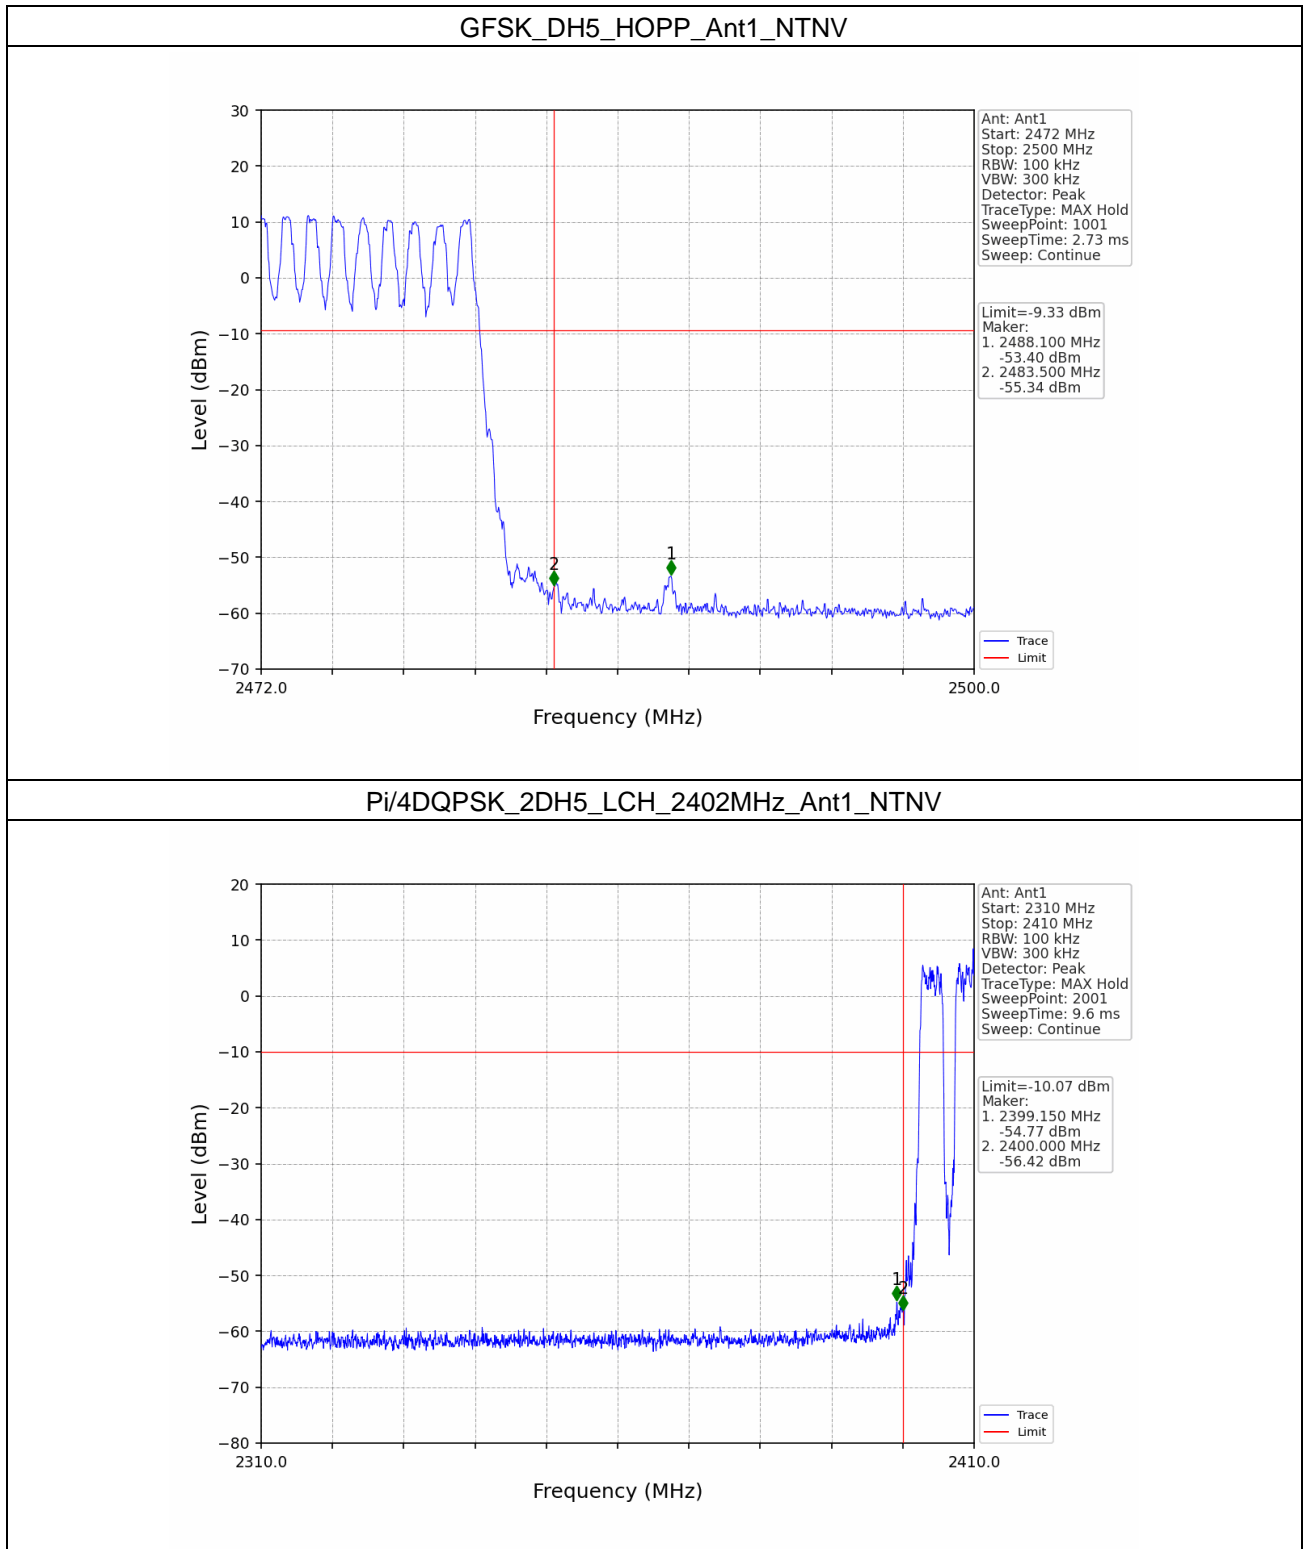 GFSK_DH5_HOPP_Ant1_NTNV
30
20
10
0
−10
−20
−30
−40
−50
−60
−70
Level (dBm)
2
1
2472.0
2500.0
Frequency (MHz)
Ant: Ant1
Start: 2472 MHz
Stop: 2500 MHz
RBW: 100 kHz
VBW: 300 kHz
Detector: Peak
TraceType: MAX Hold
SweepPoint: 1001
SweepTime: 2.73 ms
Sweep: Continue
Limit=-9.33 dBm
Maker:
1. 2488.100 MHz
-53.40 dBm
2. 2483.500 MHz
-55.34 dBm
Trace
Limit
Pi/4DQPSK_2DH5_LCH_2402MHz_Ant1_NTNV
20
10
0
−10
−20
−30
−40
−50
−60
−70
−80
Level (dBm)
1
2
2310.0
2410.0
Frequency (MHz)
Ant: Ant1
Start: 2310 MHz
Stop: 2410 MHz
RBW: 100 kHz
VBW: 300 kHz
Detector: Peak
TraceType: MAX Hold
SweepPoint: 2001
SweepTime: 9.6 ms
Sweep: Continue
Limit=-10.07 dBm
Maker:
1. 2399.150 MHz
-54.77 dBm
2. 2400.000 MHz
-56.42 dBm
Trace
Limit